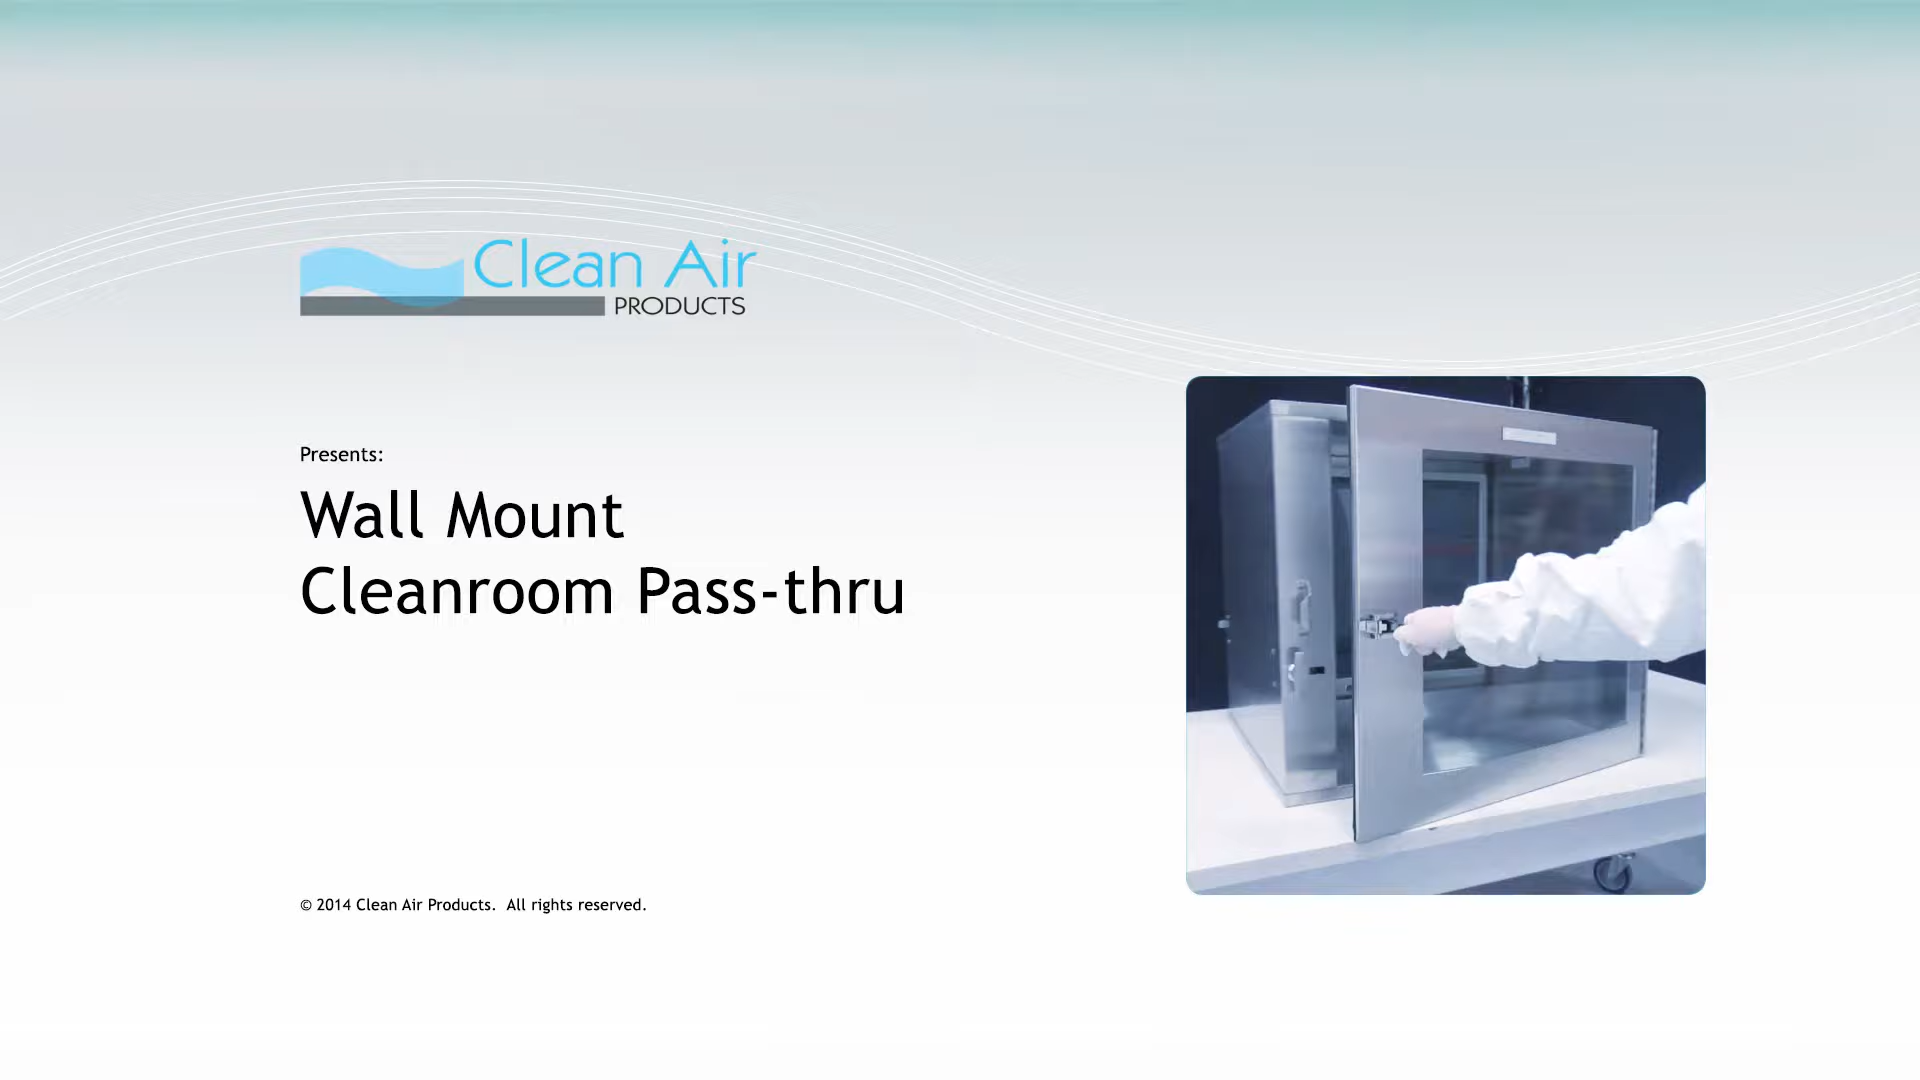 Clean Air
PRODUCTS
Presents:
Wall Mount
Cleanroom Pass-thru
© 2014 Clean Air Products.  All rights reserved.